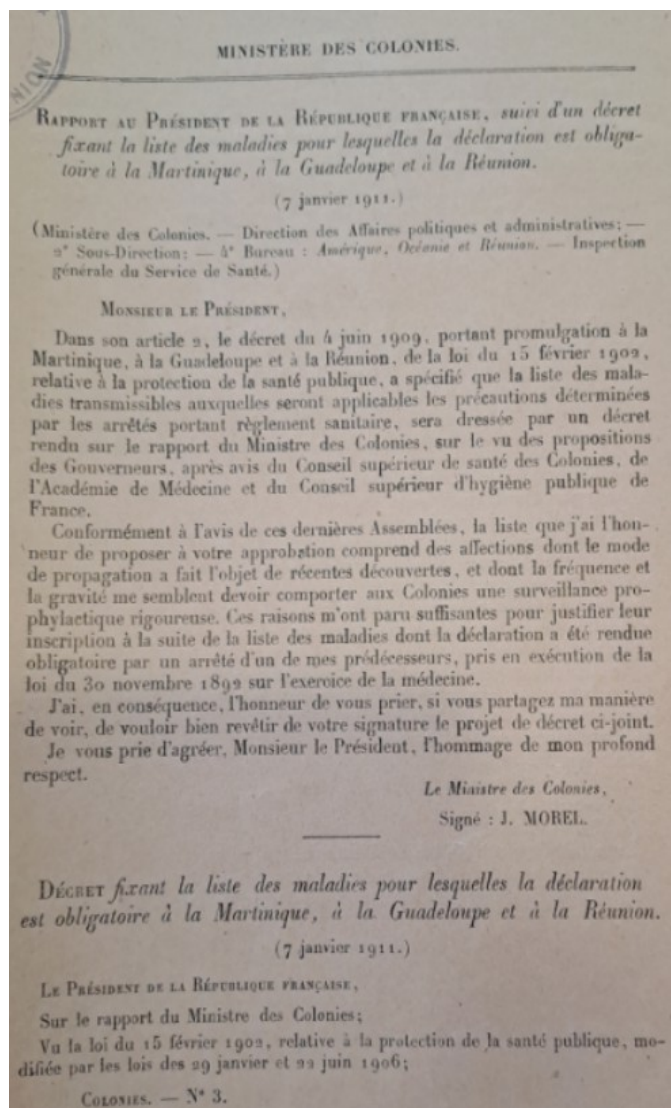 NION
MINISTÈRE DES COLONIES.
RAPPORT AU PRÉSIDENT DE LA RÉPUBLIQUE FRANÇAISE, suivi d'un décret
fixant la liste des maladies pour lesquelles la déclaration est obliga-
toire à la Martinique, à la Guadeloupe et à la Réunion.
(7 janvier 1911.)
(Ministère des Colonies. — Direction des Affaires politiques et administratives; —
2e Sous-Direction; — 4e Bureau : Amérique, Océanie et Réunion. — Inspection
générale du Service de Santé.)
MONSIEUR LE PRÉSIDENT,
Dans son article 2, le décret du 4 juin 1909, portant promulgation à la
Martinique, à la Guadeloupe et à la Réunion, de la loi du 15 février 1902,
relative à la protection de la santé publique, a spécifié que la liste des mala-
dies transmissibles auxquelles seront applicables les précautions déterminées
par les arrêtés portant règlement sanitaire, sera dressée par un décret
rendu sur le rapport du Ministre des Colonies, sur le vu des propositions
des Gouverneurs, après avis du Conseil supérieur de santé des Colonies, de
l'Académie de Médecine et du Conseil supérieur d'hygiène publique de
France.
Conformément à l'avis de ces dernières Assemblées, la liste que j'ai l'hon-
neur de proposer à votre approbation comprend des affections dont le mode
de propagation a fait l'objet de récentes découvertes, et dont la fréquence et
la gravité me semblent devoir comporter aux Colonies une surveillance pro-
phylactique rigoureuse. Ces raisons m'ont paru suffisantes pour justifier leur
inscription à la suite de la liste des maladies dont la déclaration a été rendue
obligatoire par un arrêté d'un de mes prédécesseurs, pris en exécution de la
loi du 30 novembre 1892 sur l'exercice de la médecine.
J'ai, en conséquence, l'honneur de vous prier, si vous partagez ma manière
de voir, de vouloir bien revêtir de votre signature le projet de décret ci-joint.
Je vous prie d'agréer, Monsieur le Président, l'hommage de mon profond
respect.
Le Ministre des Colonies,
Signé : J. MOREL.
DÉCRET fixant la liste des maladies pour lesquelles la déclaration
est obligatoire à la Martinique, à la Guadeloupe et à la Réunion.
(7 janvier 1911.)
LE PRÉSIDENT DE LA RÉPUBLIQUE FRANÇAISE,
Sur le rapport du Ministre des Colonies;
Vu la loi du 15 février 1902, relative à la protection de la santé publique, mo-
difiée par les lois des 29 janvier et 22 juin 1906;
COLONIES. — N° 3.